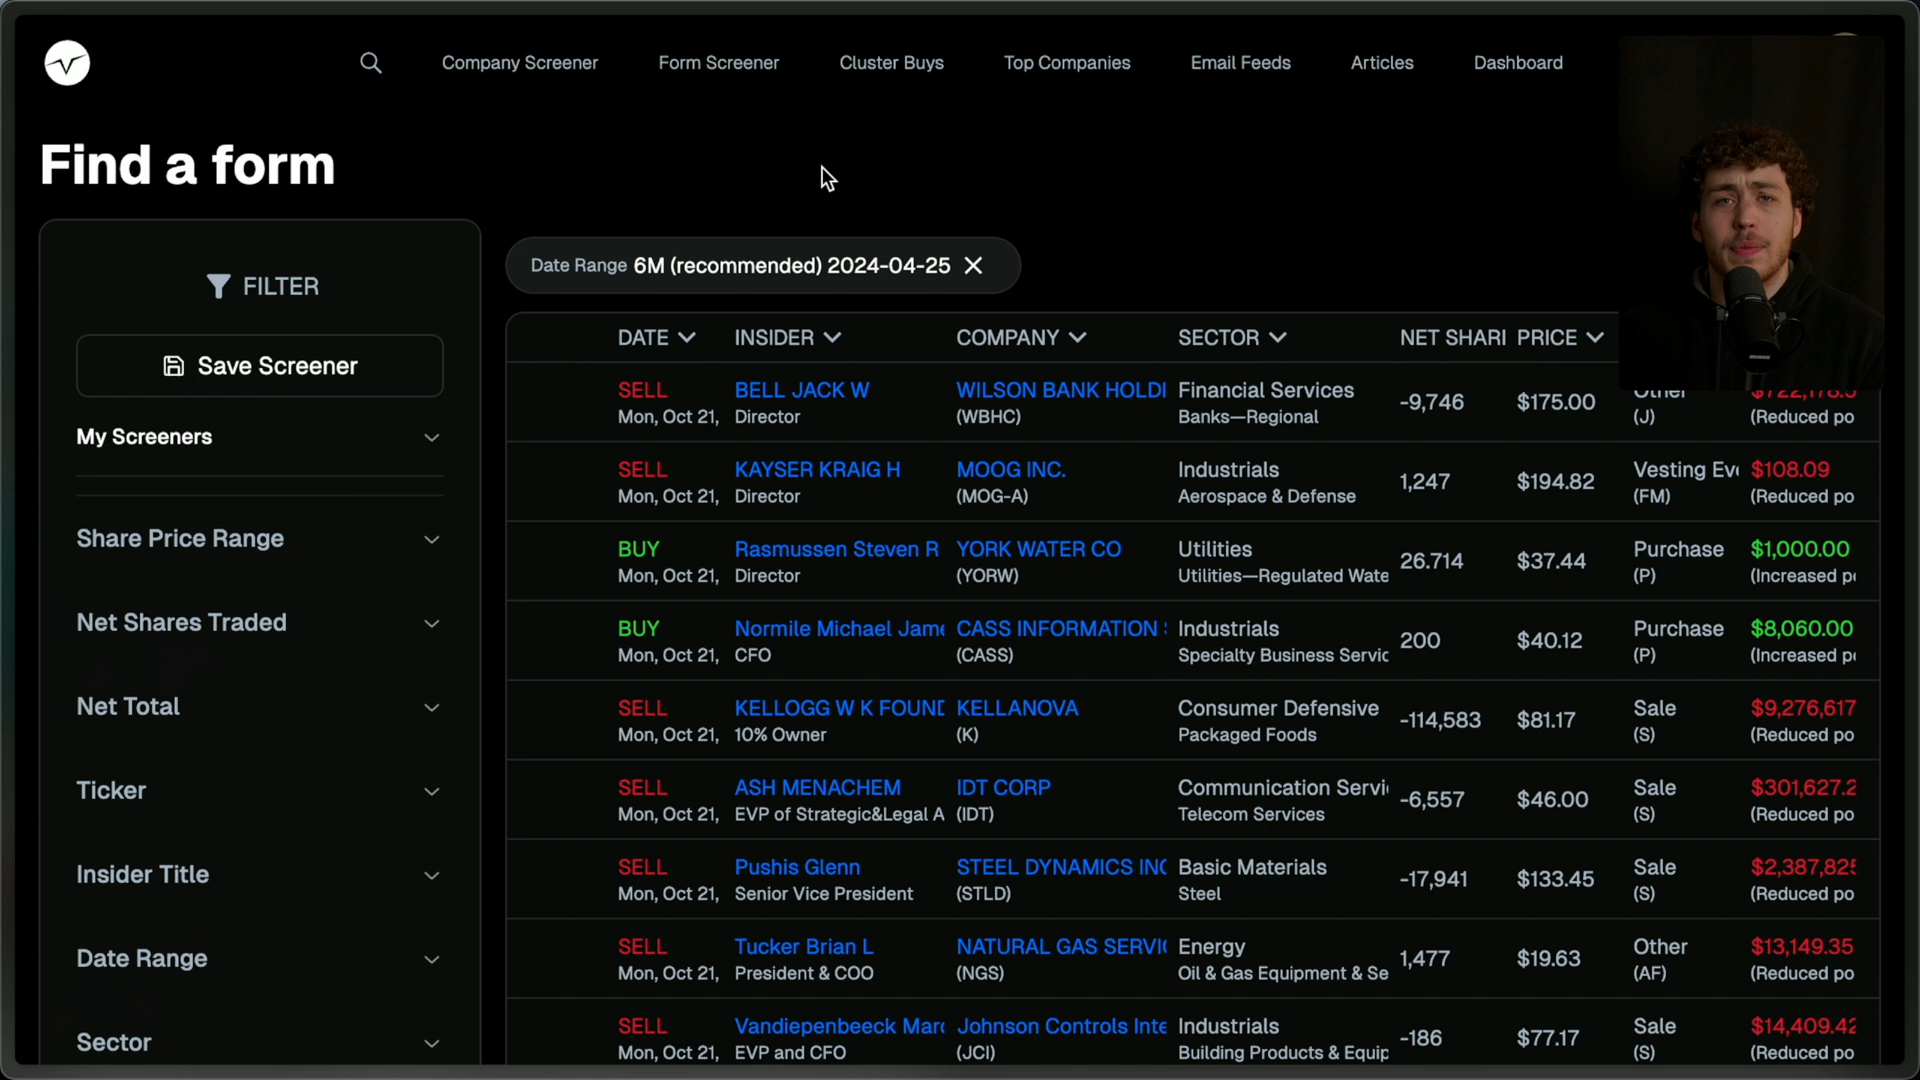 Company Screener Form Screener Cluster Buys Top Companies Email Feeds Articles Dashboard
Find a form
FILTER
Save Screener
My Screeners
Share Price Range
Net Shares Traded
Net Total
Ticker
Insider Title
Date Range
Sector
Date Range 6M (recommended) 2024-04-25
DATE INSIDER COMPANY SECTOR NET SHARI PRICE
SELL BELL JACK W WILSON BANK HOLDI Financial Services -9,746 $175.00
Mon, Oct 21, Director (WBHC) Banks—Regional (J) (Reduced po
SELL KAYSER KRAIG H MOOG INC. Industrials 1,247 $194.82 Vesting Eve $108.09
Mon, Oct 21, Director (MOG-A) Aerospace & Defense (FM) (Reduced po
BUY Rasmussen Steven R YORK WATER CO Utilities 26.714 $37.44 Purchase $1,000.00
Mon, Oct 21, Director (YORW) Utilities—Regulated Wate (P) (Increased p
BUY Normile Michael Jame CASS INFORMATION Industrials 200 $40.12 Purchase $8,060.00
Mon, Oct 21, CFO (CASS) Specialty Business Servic (P) (Increased p
SELL KELLOGG W K FOUND KELLANOVA Consumer Defensive -114,583 $81.17 Sale $9,276,617
Mon, Oct 21, 10% Owner (K) Packaged Foods (S) (Reduced po
SELL ASH MENACHEM IDT CORP Communication Servi -6,557 $46.00 Sale $301,627.2
Mon, Oct 21, EVP of Strategic&Legal A (IDT) Telecom Services (S) (Reduced po
SELL Pushis Glenn STEEL DYNAMICS INC Basic Materials -17,941 $133.45 Sale $2,387,825
Mon, Oct 21, Senior Vice President (STLD) Steel (S) (Reduced po
SELL Tucker Brian L NATURAL GAS SERVIC Energy 1,477 $19.63 Other $13,149.35
Mon, Oct 21, President & COO (NGS) Oil & Gas Equipment & Se (AF) (Reduced po
SELL Vandiepenbeeck Marc Johnson Controls Inte Industrials -186 $77.17 Sale $14,409.42
Mon, Oct 21, EVP and CFO (JCI) Building Products & Equip (S) (Reduced po